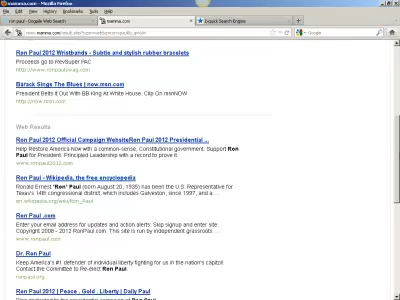 mamma.com - Mozilla Firefox
File Edit View History Bookmarks Tools Help
ron paul - Google Web Search
mamma.com
Ixquick Search Engine
Google
Ron Paul 2012 Wristbands - Subtle and stylish rubber bracelets
Proceeds go to RevSuper PAC
http://www.ronpaulswag.com
Barack Sings The Blues | now.msn.com
President Belts It Out With BB King At White House. Clip On msnNOW
http://now.msn.com
Web Results
Ron Paul 2012 Official Campaign WebsiteRon Paul 2012 Presidential ...
Help Restore America Now with a common-sense, Constitutional government. Support Ron
Paul for President. Principled Leadership with a record to prove it.
www.ronpaul2012.com
Ron Paul - Wikipedia, the free encyclopedia
Ronald Ernest "Ron" Paul (born August 20, 1935) has been the U.S. Representative for
Texas's 14th congressional district, which includes Galveston, since 1997, and a...
en.wikipedia.org/wiki/Ron_Paul
Ron Paul .com
Enter your email address for updates and action alerts: Skip signup and enter site.
Copyright 2008 - 2012 RonPaul.com. This site is run by independent grassroots...
www.ronpaul.com
Dr. Ron Paul
Keep America's #1 defender of individual liberty fighting for us in the nation's capitol!
Contact the Committee to Re-elect Ron Paul.
ronpaul.org
Ron Paul 2012 | Peace . Gold . Liberty | Daily Paul